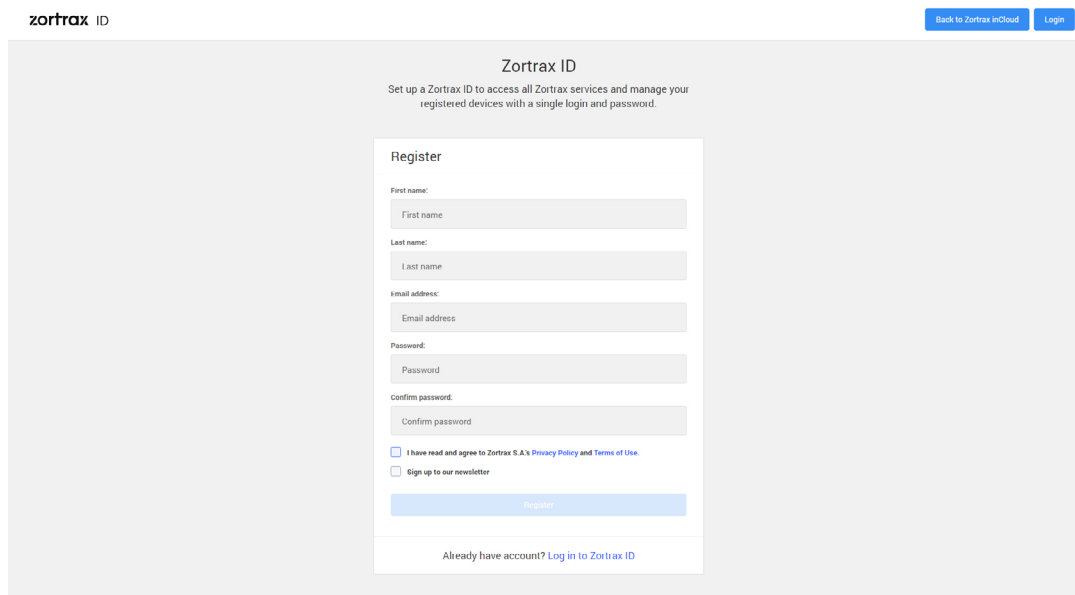 zortrax ID
Back to Zortrax inCloud
Login
Zortrax ID
Set up a Zortrax ID to access all Zortrax services and manage your
registered devices with a single login and password.
Register
First name:
First name
Last name:
Last name
Email address:
Email address
Password:
Password
Confirm password:
Confirm password
I have read and agree to Zortrax S.A.'s Privacy Policy and Terms of Use.
Sign up to our newsletter
Register
Already have account? Log in to Zortrax ID